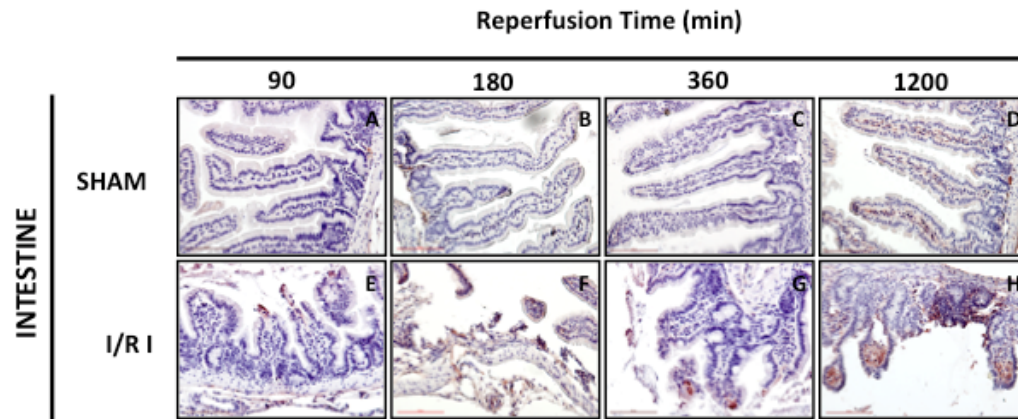 Reperfusion Time (min)
90 180 360 1200
INTESTINE
SHAM
A B C D
I/R I
E F G H